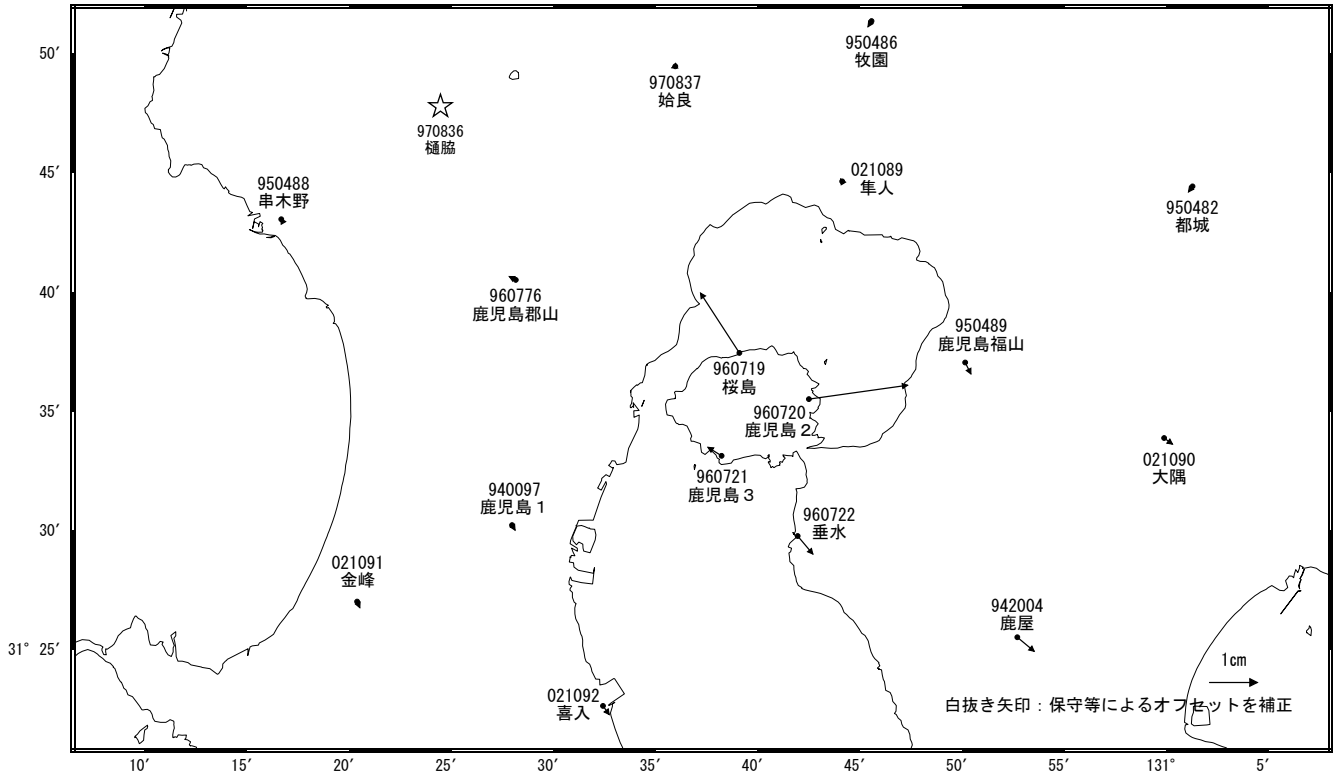 50′
45′
40′
35′
30′
31° 25′
10′
15′
20′
25′
30′
35′
40′
45′
50′
55′
131°
5′
950486
牧園
970837
姶良
970836
樋脇
021089
隼人
950488
串木野
950482
都城
960776
鹿児島郡山
950489
鹿児島福山
960719
桜島
960720
鹿児島２
021090
大隅
960721
鹿児島３
940097
鹿児島１
960722
垂水
021091
金峰
942004
鹿屋
021092
喜入
1cm
白抜き矢印：保守等によるオフセットを補正